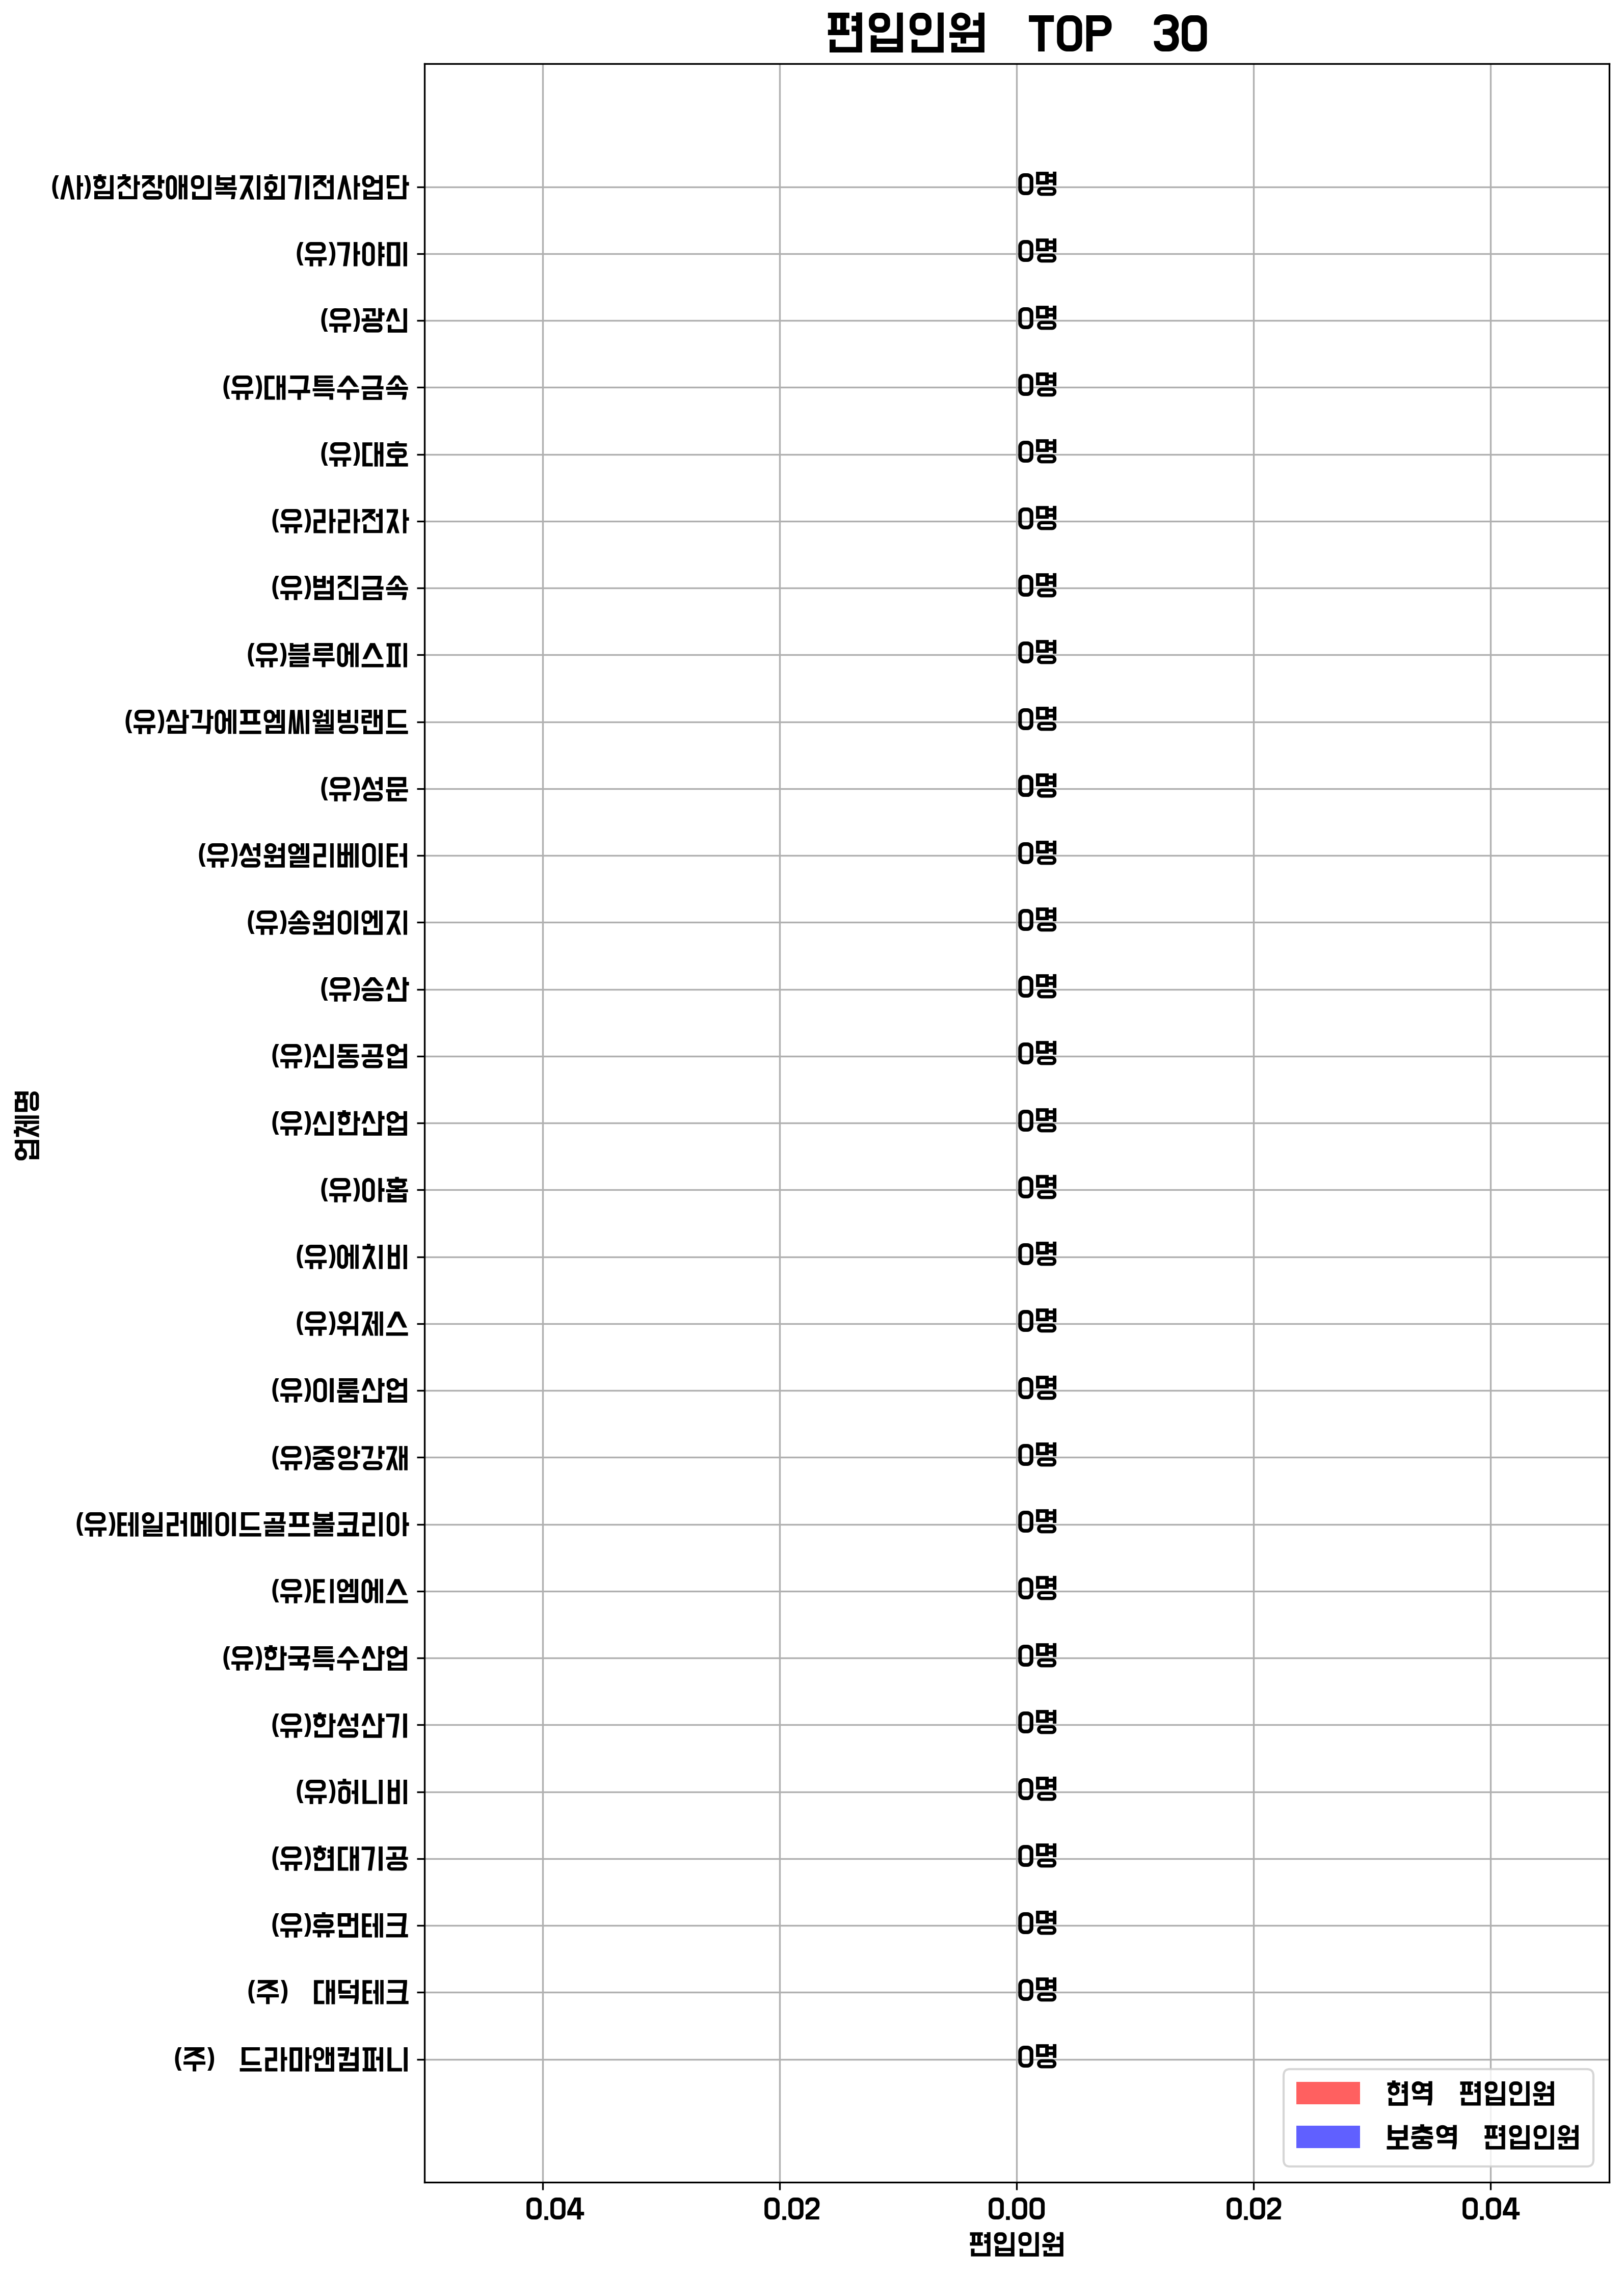 편입인원 TOP 30
(사)힘찬장애인복지회기전사업단 0명
(유)가야미 0명
(유)광신 0명
(유)대구특수금속 0명
(유)대호 0명
(유)라라전자 0명
(유)범진금속 0명
(유)블루에스피 0명
(유)삼각에프엠씨웰빙랜드 0명
(유)성문 0명
(유)성원엘리베이터 0명
(유)송원이엔지 0명
(유)승산 0명
(유)신동공업 0명
(유)신한산업 0명
(유)아홉 0명
(유)에치비 0명
(유)위제스 0명
(유)이룸산업 0명
(유)중앙강재 0명
(유)테일러메이드골프볼코리아 0명
(유)티엠에스 0명
(유)한국특수산업 0명
(유)한성산기 0명
(유)허니비 0명
(유)현대기공 0명
(유)휴먼테크 0명
(주) 대덕테크 0명
(주) 드라마앤컴퍼니 0명
업체명
현역 편입인원
보충역 편입인원
0.04 0.02 0.00 0.02 0.04
편입인원